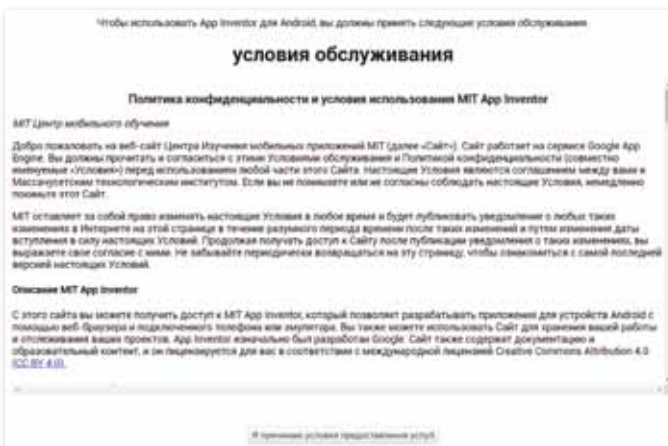 Чтобы использовать App Inventor для Android, вы должны принять следующие условия обслуживания
условия обслуживания
Политика конфиденциальности и условия использования MIT App Inventor
MIT Центр мобильного обучения
Добро пожаловать на веб-сайт Центра Изучения мобильных приложений MIT (далее «Сайт»). Сайт работает на сервисе Google App
Engine. Вы должны прочитать и согласиться с этими Условиями обслуживания и Политикой конфиденциальности (совместно
именуемые «Условия») перед использованием любой части этого Сайта. Настоящие Условия являются соглашением между вами и
Массачусетским технологическим институтом. Если вы не понимаете или не согласны соблюдать настоящие Условия, немедленно
покиньте этот Сайт.
MIT оставляет за собой право изменять настоящие Условия в любое время и будет публиковать уведомление о любых таких
изменениях в Интернете на этой странице в течение разумного периода времени после таких изменений и путем изменения даты
вступления в силу настоящих Условий. Продолжая получать доступ к Сайту после публикации уведомления о таких изменениях, вы
выражаете свое согласие с ними. Не забывайте периодически возвращаться на эту страницу, чтобы ознакомиться с самой последней
версией настоящих Условий.
Описание MIT App Inventor
С этого сайта вы можете получить доступ к MIT App Inventor, который позволяет разрабатывать приложения для устройств Android с
помощью веб-браузера и подключенного телефона или эмулятора. Вы также можете использовать Сайт для хранения вашей работы
и отслеживания ваших проектов. App Inventor изначально был разработан Google. Сайт также содержит документацию и
образовательный контент, и он лицензируется для вас в соответствии с международной лицензией Creative Commons Attribution 4.0
(CC BY 4.0).
Я принимаю условия предоставления услуг!